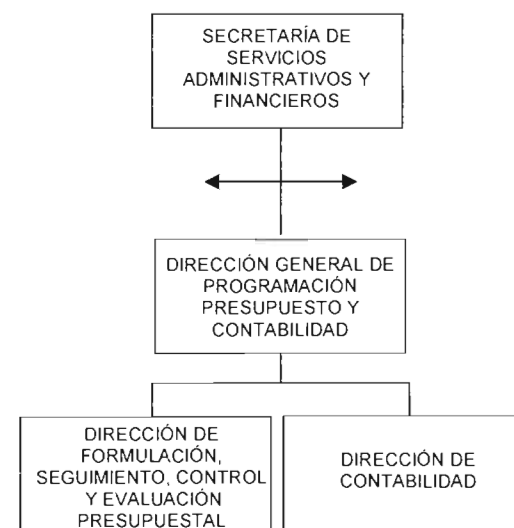 SECRETARÍA DE
SERVICIOS
ADMINISTRATIVOS Y
FINANCIEROS
DIRECCIÓN GENERAL DE
PROGRAMACIÓN
PRESUPUESTO Y
CONTABILIDAD
DIRECCIÓN DE
FORMULACIÓN,
SEGUIMIENTO, CONTROL
Y EVALUACIÓN
PRESUPUESTAL
DIRECCIÓN DE
CONTABILIDAD